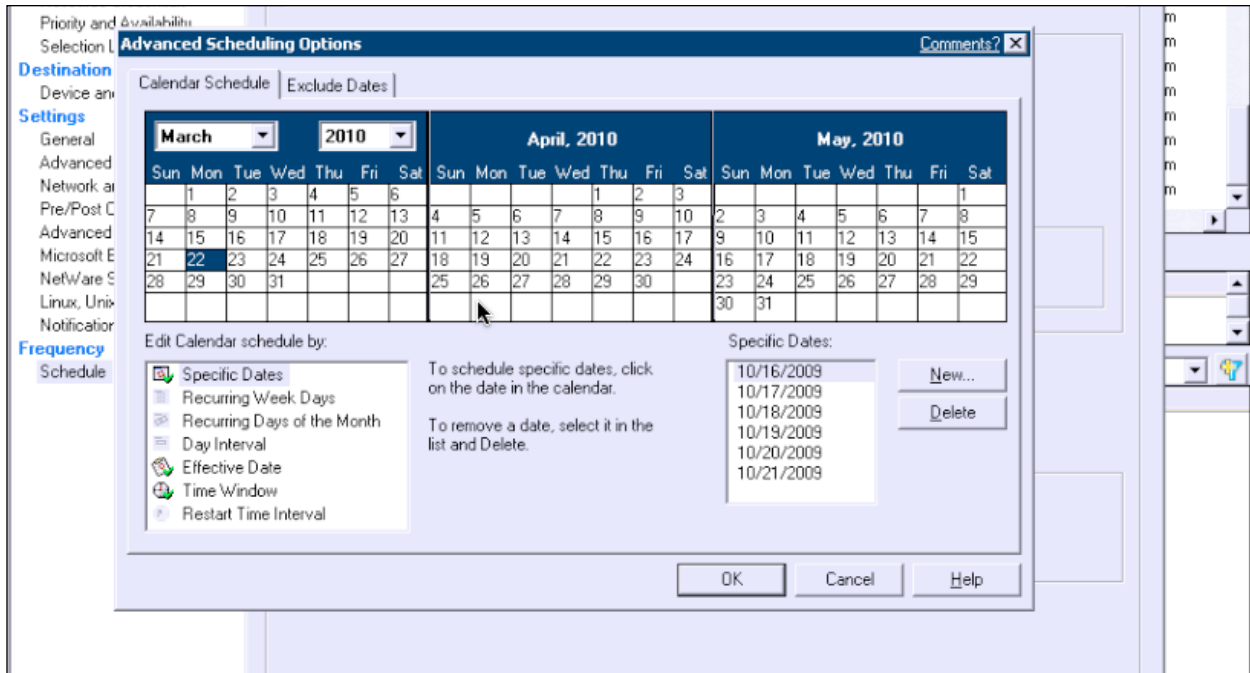 Priority and Availability
Selection L
Destination
Device an
Settings
General
Advanced
Network a
Pre/Post C
Advanced
Microsoft E
NetWare S
Linux, Unix
Notification
Frequency
Schedule
Advanced Scheduling Options Comments?
Calendar Schedule Exclude Dates
March 2010 April, 2010 May, 2010
Sun Mon Tue Wed Thu Fri Sat Sun Mon Tue Wed Thu Fri Sat Sun Mon Tue Wed Thu Fri Sat
1 2 3 4 5 6 1 2 3 1
7 8 9 10 11 12 13 4 5 6 7 8 9 10 2 3 4 5 6 7 8
14 15 16 17 18 19 20 11 12 13 14 15 16 17 9 10 11 12 13 14 15
21 22 23 24 25 26 27 18 19 20 21 22 23 24 16 17 18 19 20 21 22
28 29 30 31 25 26 27 28 29 30 23 24 25 26 27 28 29
30 31
Edit Calendar schedule by:
Specific Dates
Recurring Week Days
Recurring Days of the Month
Day Interval
Effective Date
Time Window
Restart Time Interval
To schedule specific dates, click
on the date in the calendar.
To remove a date, select it in the
list and Delete.
Specific Dates:
10/16/2009
10/17/2009
10/18/2009
10/19/2009
10/20/2009
10/21/2009
New...
Delete
OK Cancel Help
m
m
m
m
m
m
m
m